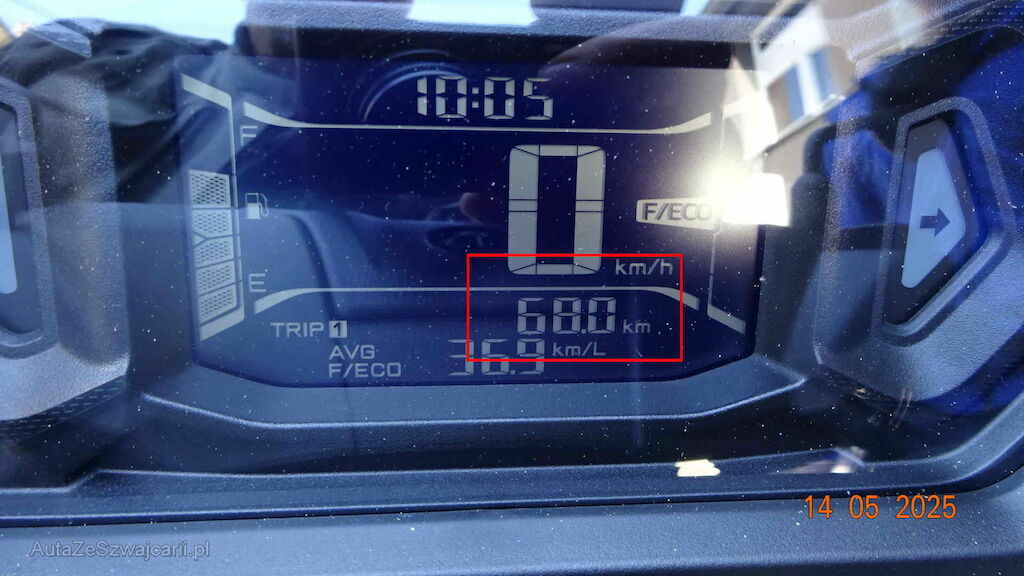 10:05
F
0
F/ECO
km/h
E
68.0 km
TRIP 1
AVG
F/ECO
36.9 km/L
14 05 2025
AutaZeSzwajcarii.pl